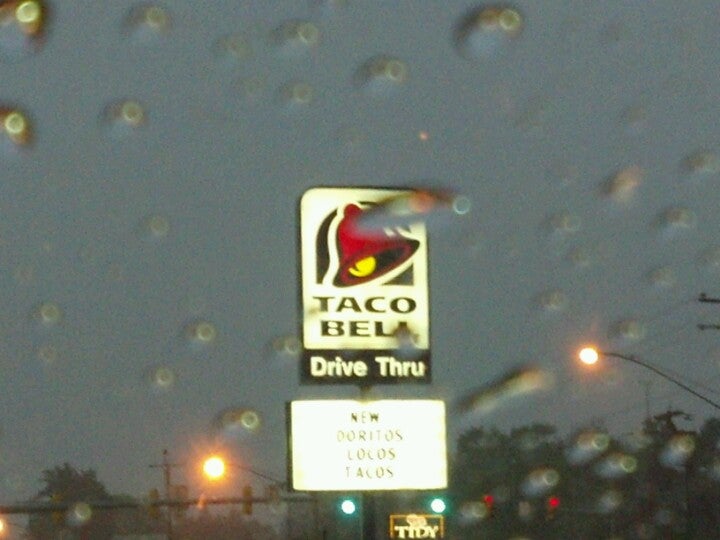 TACO
BELL
Drive Thru
NEW
DORITOS
LOCOS
TACOS
TIDY